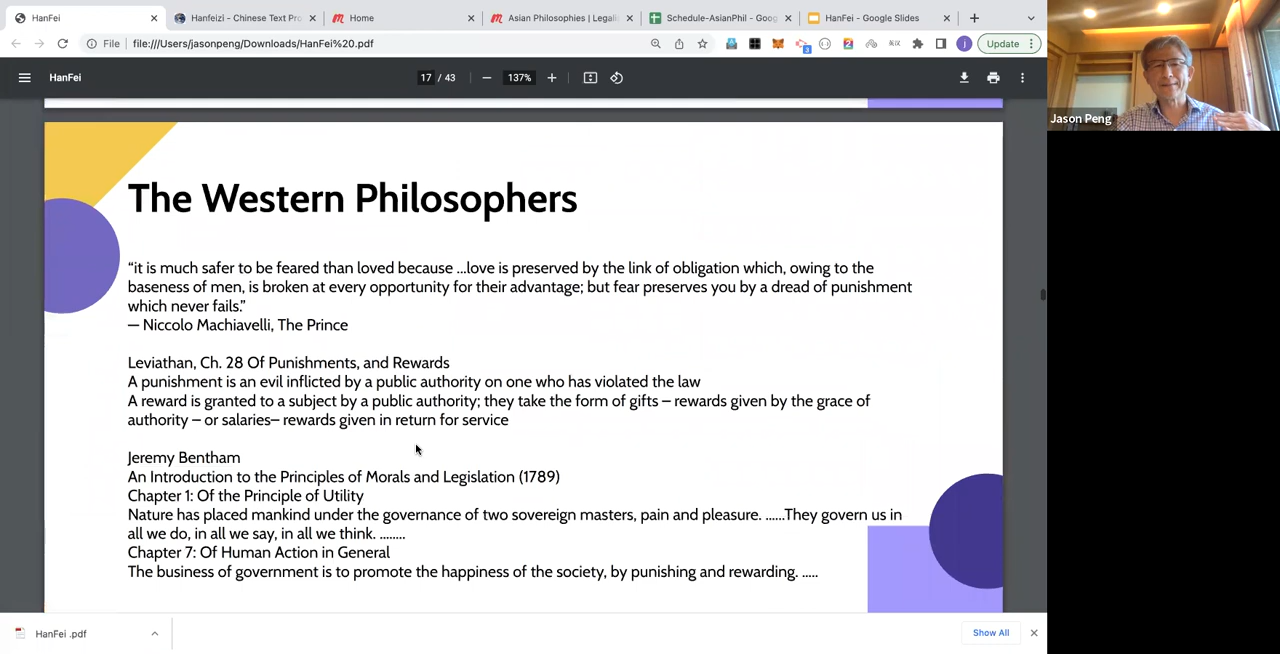 HanFei
Hanfeizi - Chinese Text Pro
Home
Asian Philosophies | Legali
Schedule-AsianPhil - Goog
HanFei - Google Slides
File
file:///Users/jasonpeng/Downloads/HanFei%20.pdf
3
2
j
Update
HanFei
17 / 43
137%
Jason Peng
The Western Philosophers
“it is much safer to be feared than loved because ...love is preserved by the link of obligation which, owing to the
baseness of men, is broken at every opportunity for their advantage; but fear preserves you by a dread of punishment
which never fails.”
— Niccolo Machiavelli, The Prince
Leviathan, Ch. 28 Of Punishments, and Rewards
A punishment is an evil inflicted by a public authority on one who has violated the law
A reward is granted to a subject by a public authority; they take the form of gifts – rewards given by the grace of
authority – or salaries– rewards given in return for service
Jeremy Bentham
An Introduction to the Principles of Morals and Legislation (1789)
Chapter 1: Of the Principle of Utility
Nature has placed mankind under the governance of two sovereign masters, pain and pleasure. ......They govern us in
all we do, in all we say, in all we think. ........
Chapter 7: Of Human Action in General
The business of government is to promote the happiness of the society, by punishing and rewarding. .....
HanFei .pdf
Show All